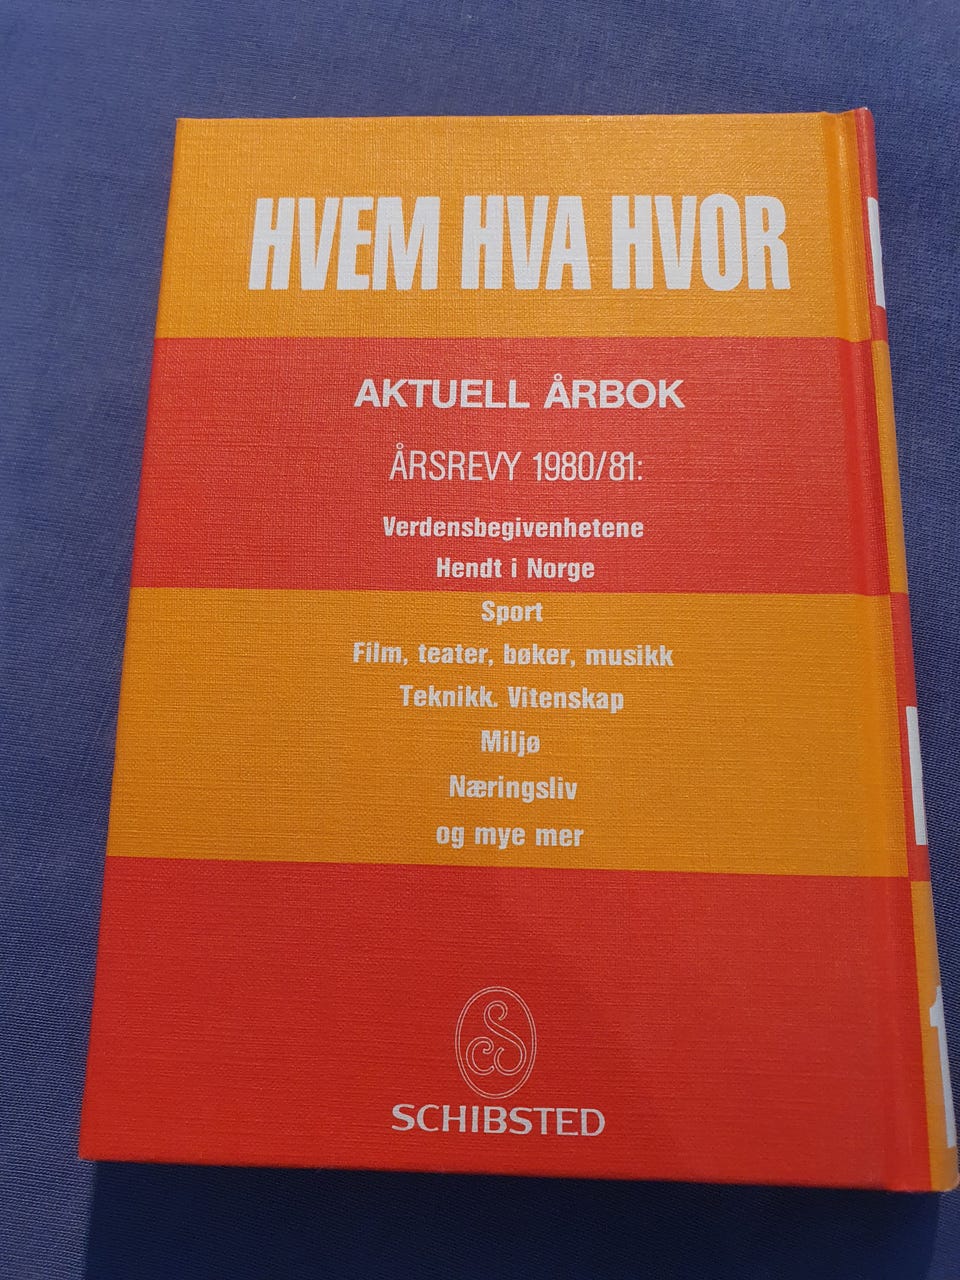 HVEM HVA HVOR
AKTUELL ÅRBOK
ÅRSREVY 1980/81:
Verdensbegivenhetene
Hendt i Norge
Sport
Film, teater, bøker, musikk
Teknikk. Vitenskap
Miljø
Næringsliv
og mye mer
SCHIBSTED